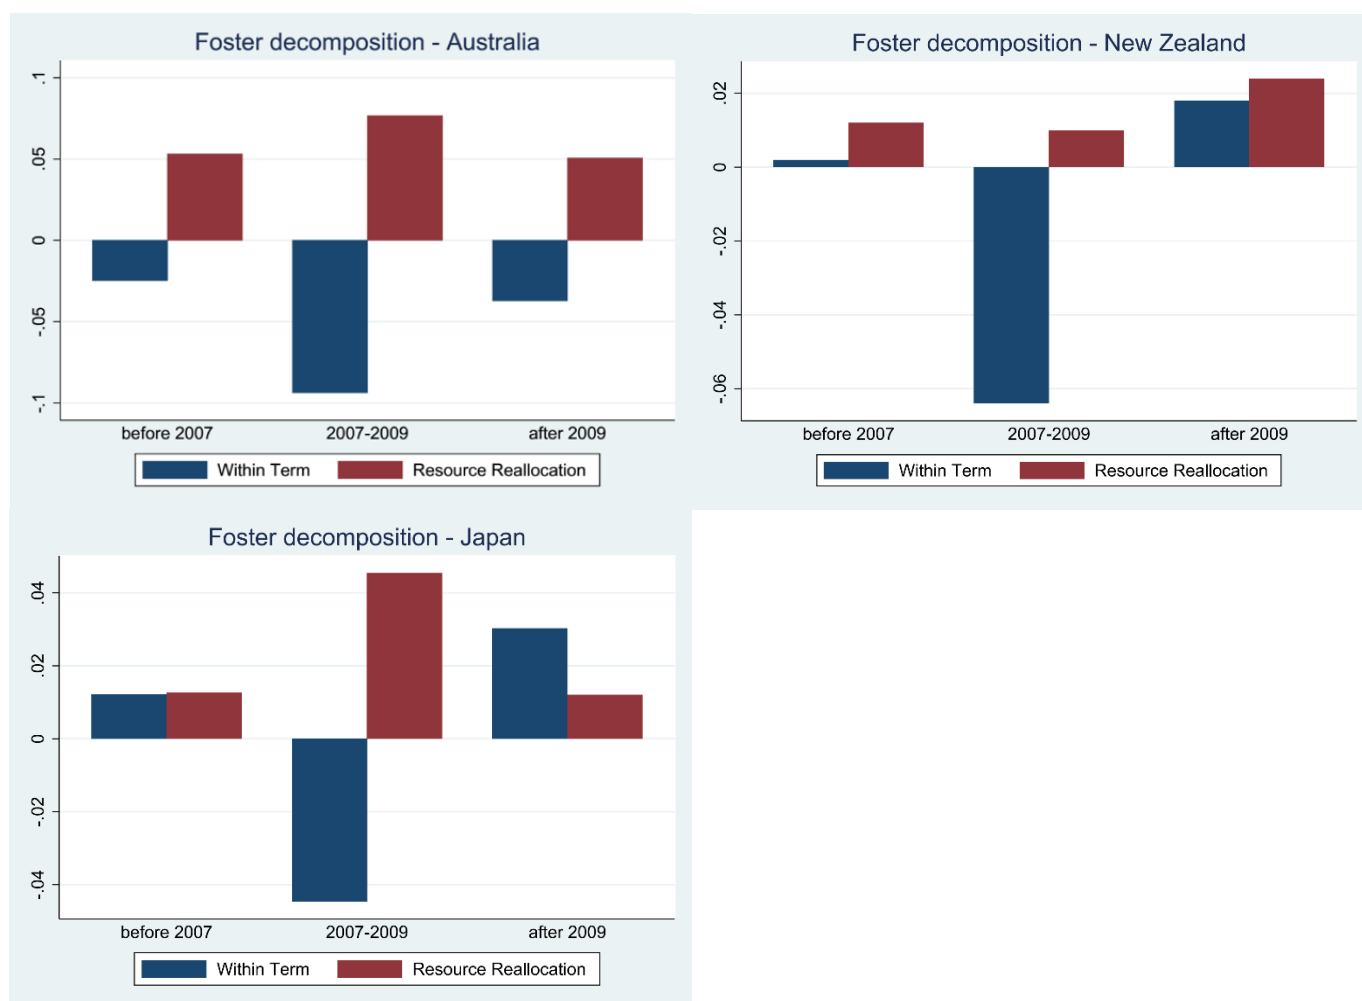 Foster decomposition - Australia
.1
.05
0
-.05
-.1
before 2007 2007-2009 after 2009
Within Term Resource Reallocation
Foster decomposition - New Zealand
.02
0
-.02
-.04
-.06
before 2007 2007-2009 after 2009
Within Term Resource Reallocation
Foster decomposition - Japan
.04
.02
0
-.02
-.04
before 2007 2007-2009 after 2009
Within Term Resource Reallocation